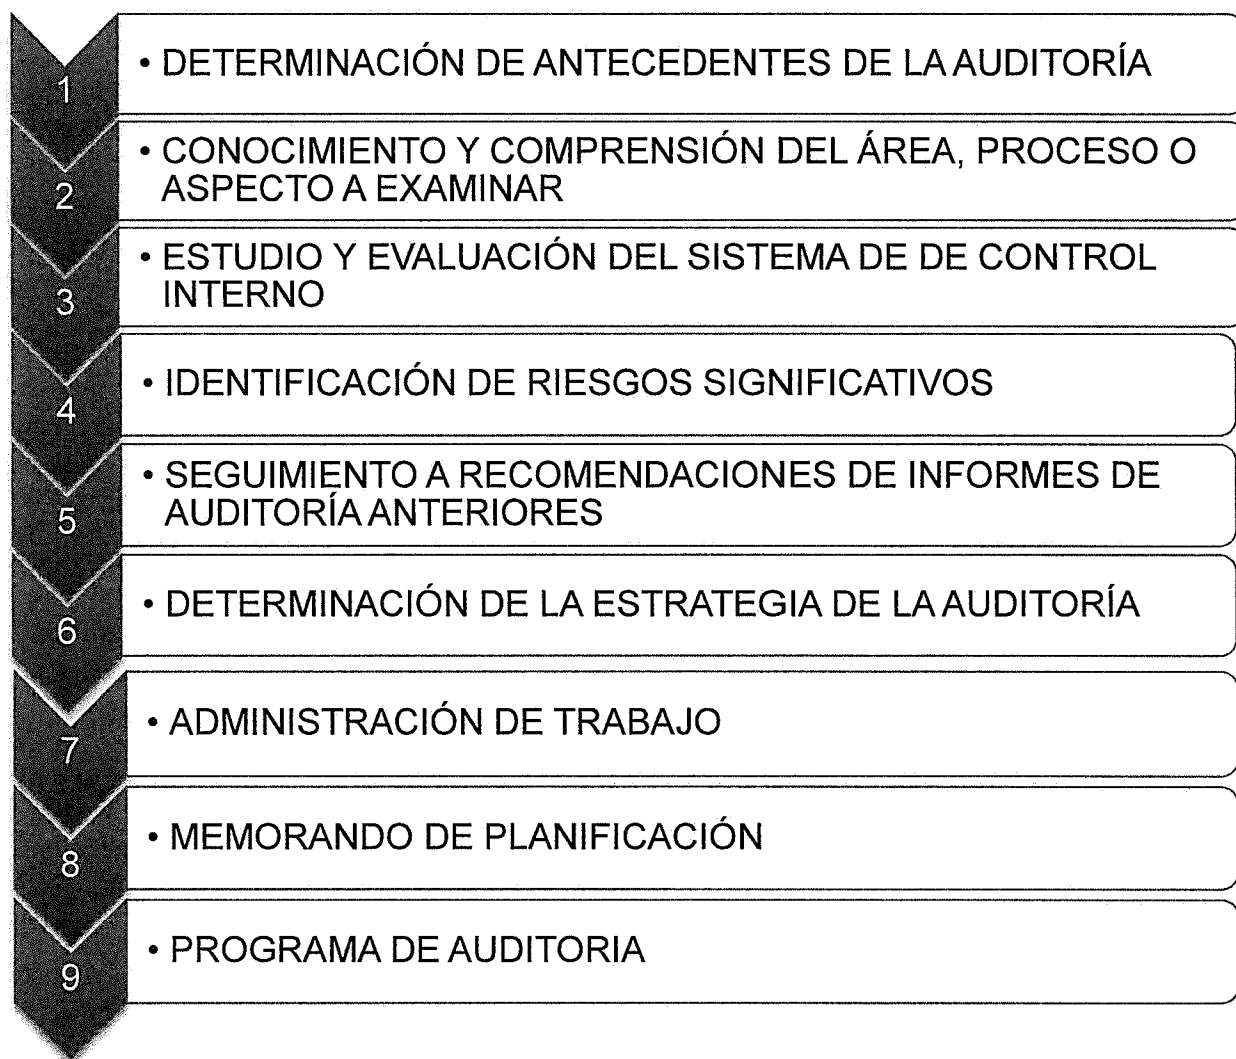 1
• DETERMINACIÓN DE ANTECEDENTES DE LA AUDITORÍA
2
• CONOCIMIENTO Y COMPRENSIÓN DEL ÁREA, PROCESO O
ASPECTO A EXAMINAR
3
• ESTUDIO Y EVALUACIÓN DEL SISTEMA DE DE CONTROL
INTERNO
4
• IDENTIFICACIÓN DE RIESGOS SIGNIFICATIVOS
5
• SEGUIMIENTO A RECOMENDACIONES DE INFORMES DE
AUDITORÍA ANTERIORES
6
• DETERMINACIÓN DE LA ESTRATEGIA DE LA AUDITORÍA
7
• ADMINISTRACIÓN DE TRABAJO
8
• MEMORANDO DE PLANIFICACIÓN
9
• PROGRAMA DE AUDITORIA